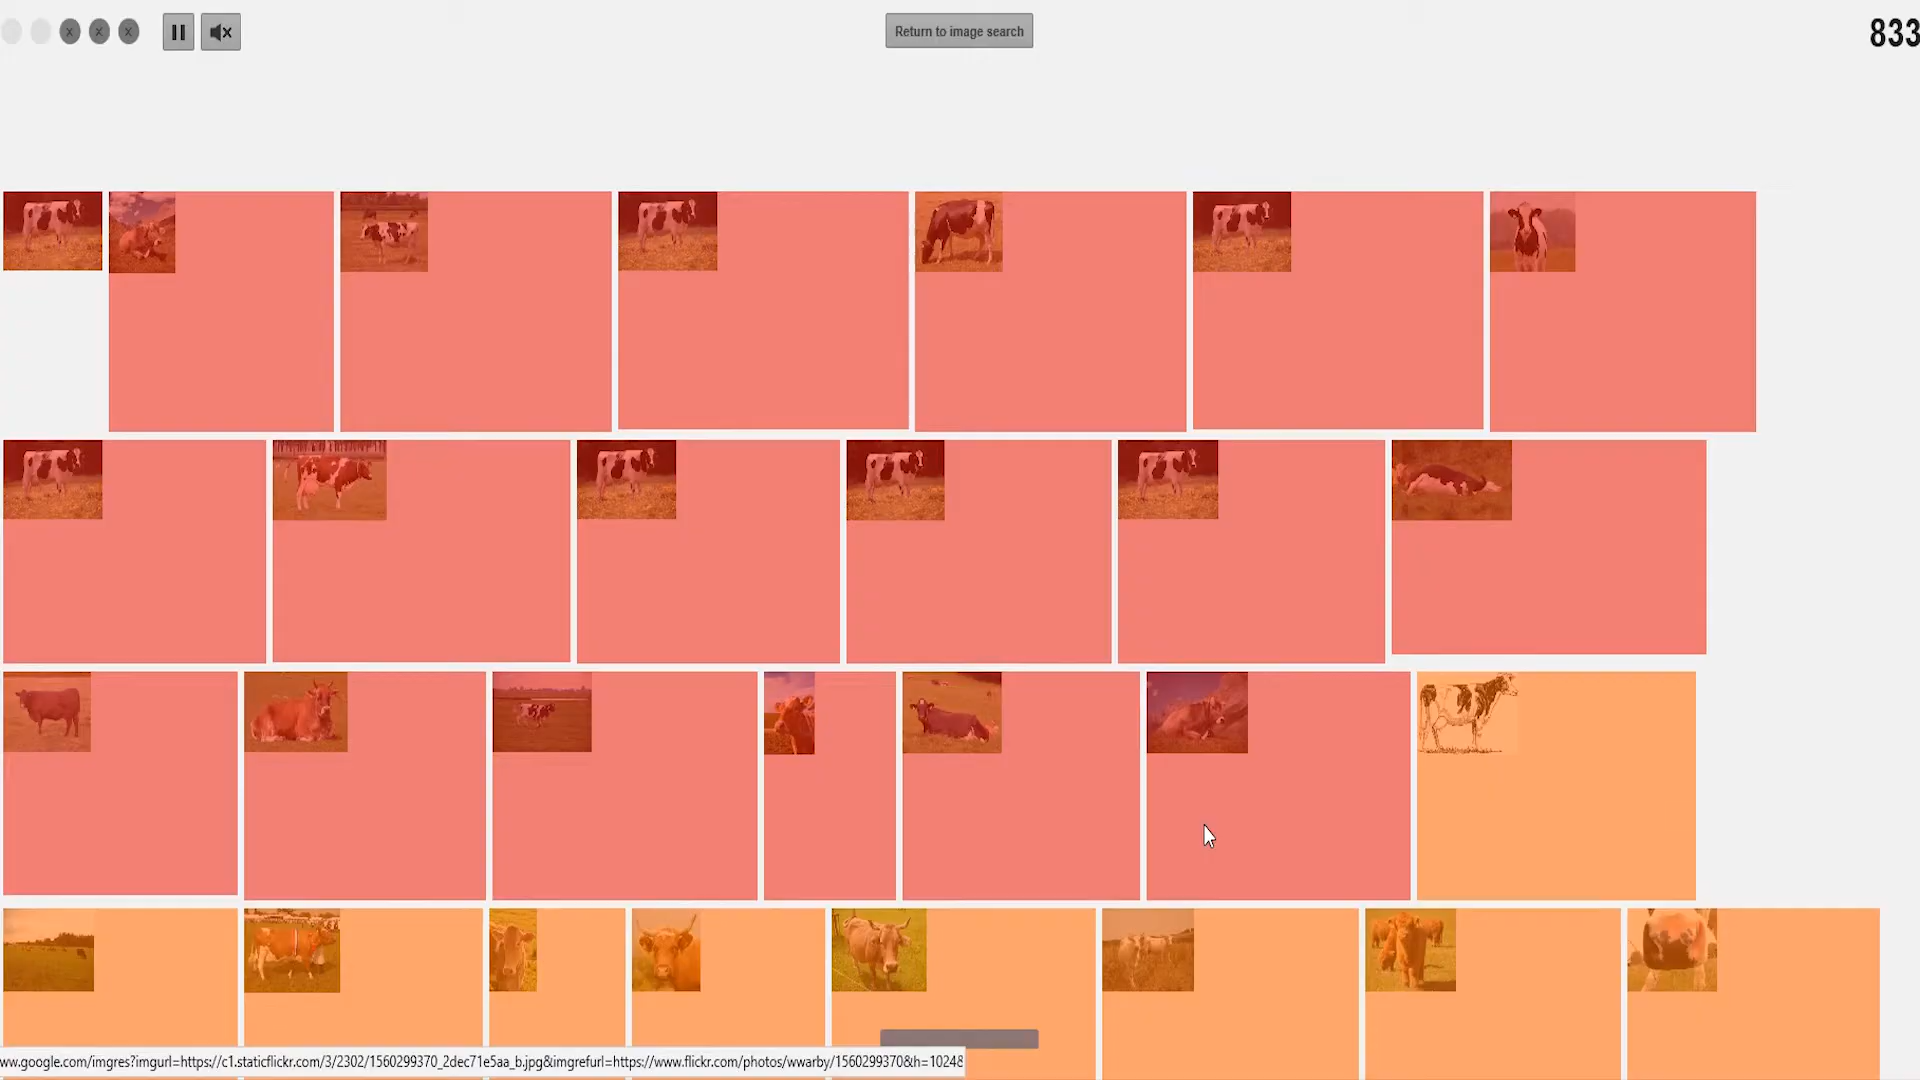 x x x
Return to image search
833
ww.google.com/imgres?imgurl=https://c1.staticflickr.com/3/2302/1560299370_2dec71e5aa_b.jpg&imgrefurl=https://www.flickr.com/photos/wwarby/1560299370&h=10248